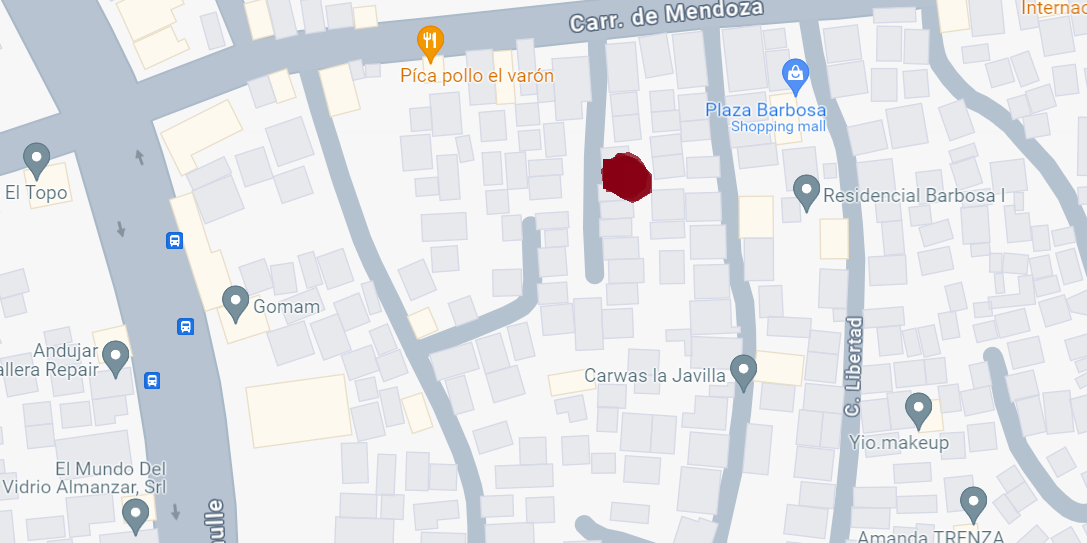 Internac
Carr. de Mendoza
Píca pollo el varón
Plaza Barbosa
Shopping mall
El Topo
Residencial Barbosa I
Gomam
Andujar
allera Repair
Carwas la Javilla
C. Libertad
Yio.makeup
El Mundo Del
Vidrio Almanzar, Srl
aulle
Amanda TRENZA